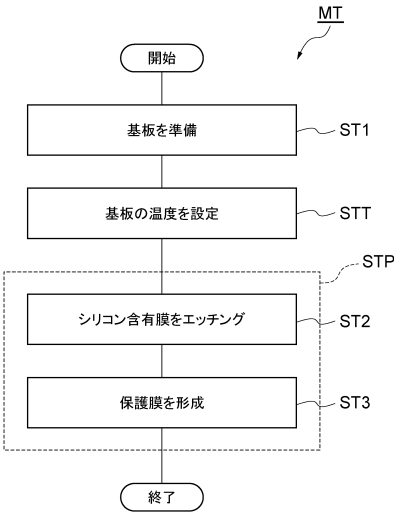 MT
開始
基板を準備
ST1
基板の温度を設定
STT
STP
シリコン含有膜をエッチング
ST2
保護膜を形成
ST3
終了